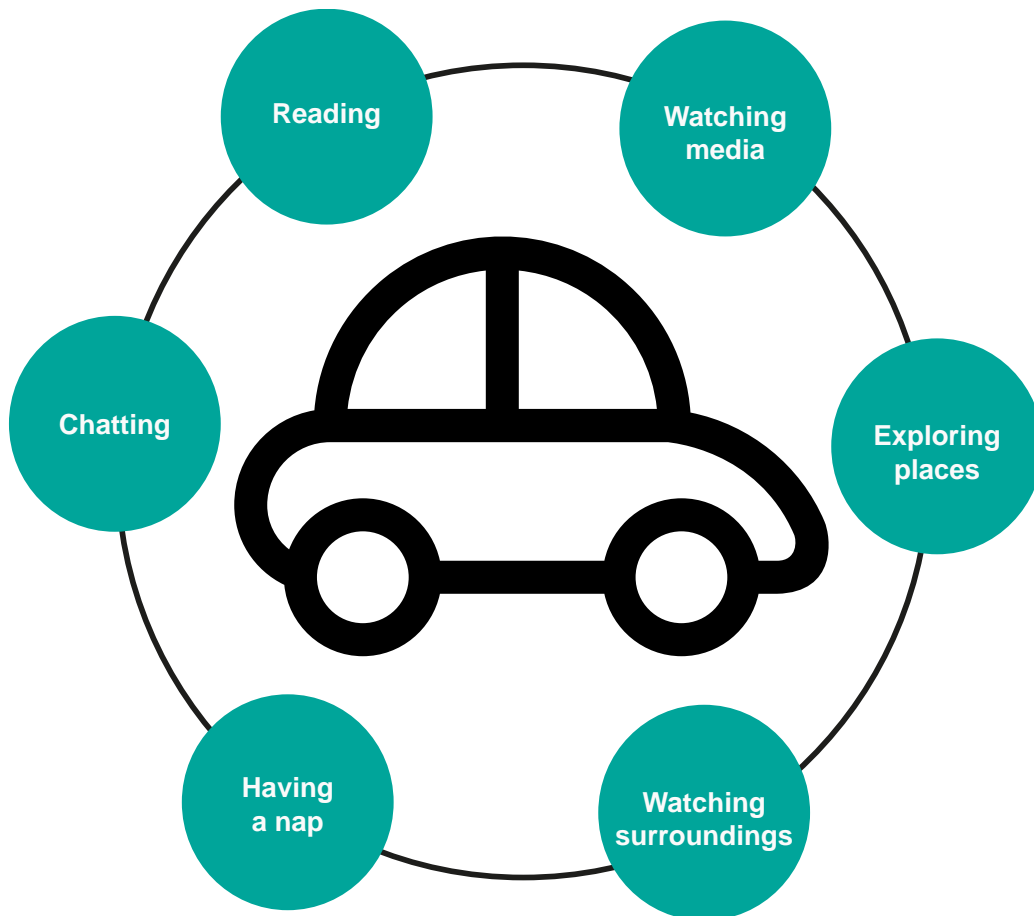 Reading
Watching
media
Chatting
Exploring
places
Having
a nap
Watching
surroundings